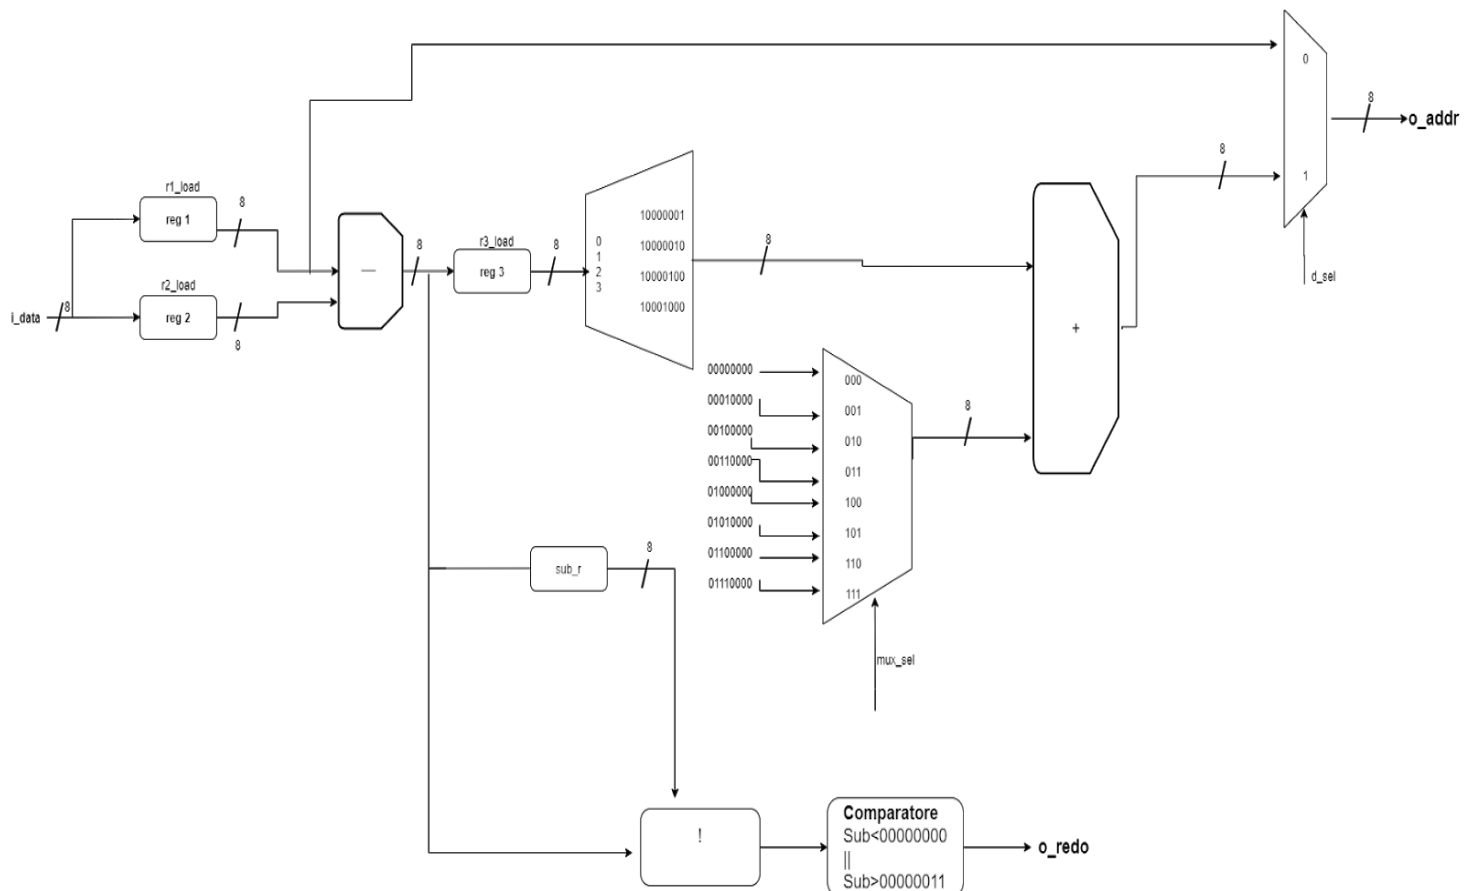 0
8
o_addr
8
1
d_sel
r1_load
reg 1
8
r2_load
reg 2
8
i_data
8
—
8
r3_load
reg 3
8
0
1
2
3
10000001
10000010
10000100
10001000
8
+
00000000
00010000
00100000
00110000
01000000
01010000
01100000
01110000
000
001
010
011
100
101
110
111
8
mux_sel
sub_r
8
!
Comparatore
Sub<00000000
||
Sub>00000011
o_redo